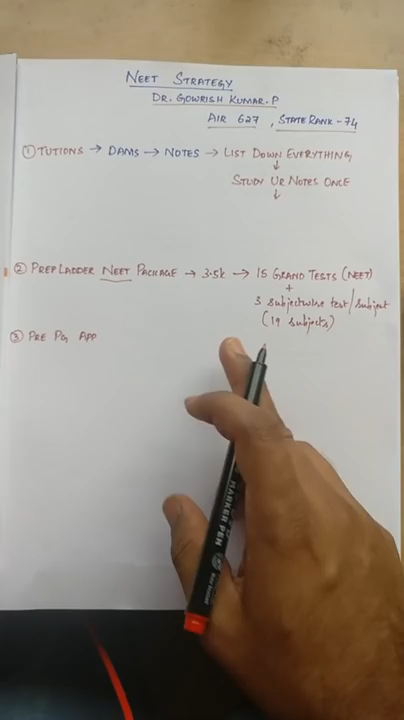 NEET STRATEGY
DR. GOWRISH KUMAR. P
AIR 627, STATE RANK - 74
① TUTIONS → DAMS → NOTES → LIST DOWN EVERYTHING
↓
STUDY UR NOTES ONCE
↓
② PREPLADDER NEET PACKAGE → 3.5K → 15 GRAND TESTS (NEET)
+
3 subjectwise test/subject
(19 subjects)
③ PRE PG APP
MARKER PEN